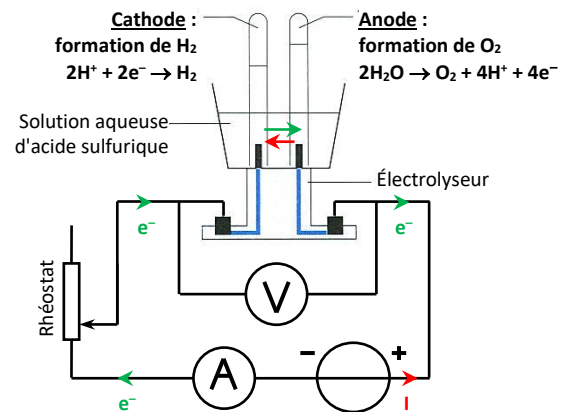 Cathode :
formation de H₂
2H⁺ + 2e⁻ → H₂
Anode :
formation de O₂
2H₂O → O₂ + 4H⁺ + 4e⁻
Solution aqueuse
d'acide sulfurique
Électrolyseur
e⁻
e⁻
V
Rhéostat
A
− +
e⁻
I